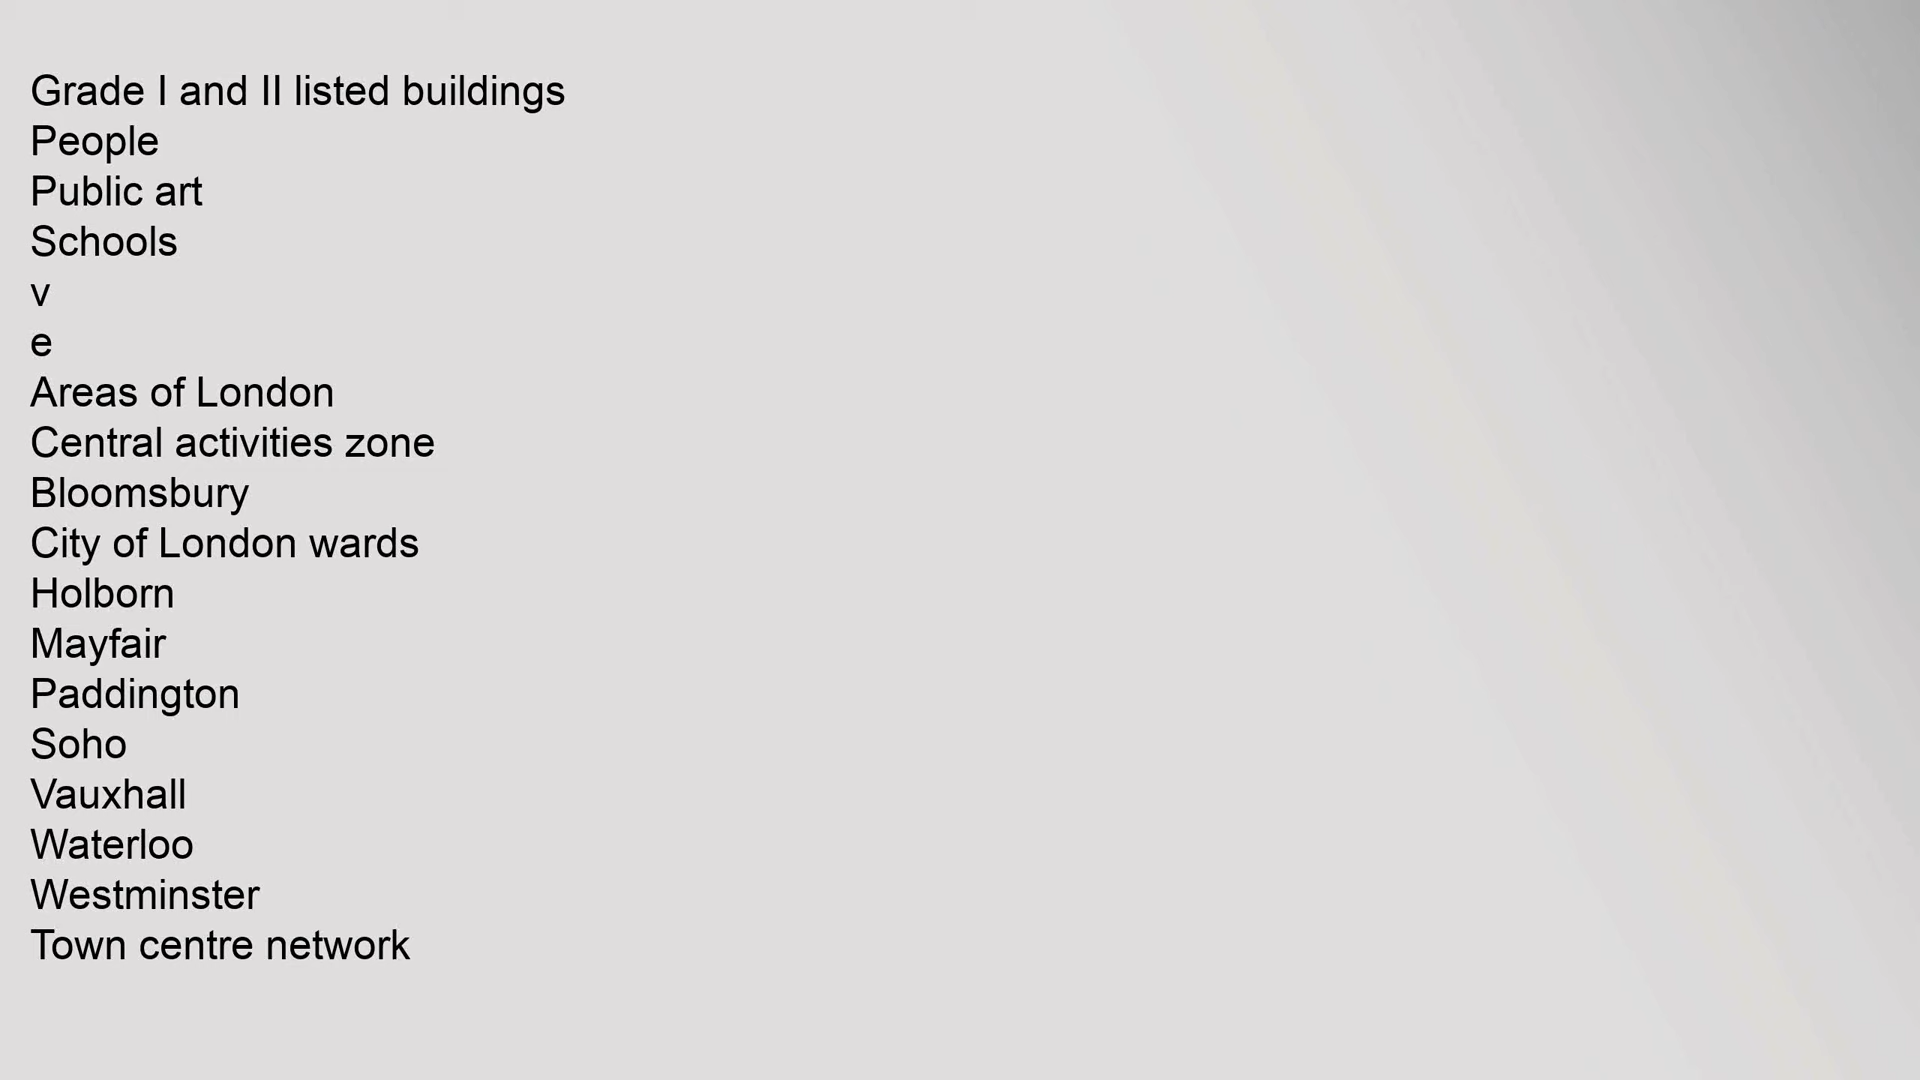 Grade I and II listed buildings
People
Public art
Schools
v
e
Areas of London
Central activities zone
Bloomsbury
City of London wards
Holborn
Mayfair
Paddington
Soho
Vauxhall
Waterloo
Westminster
Town centre network